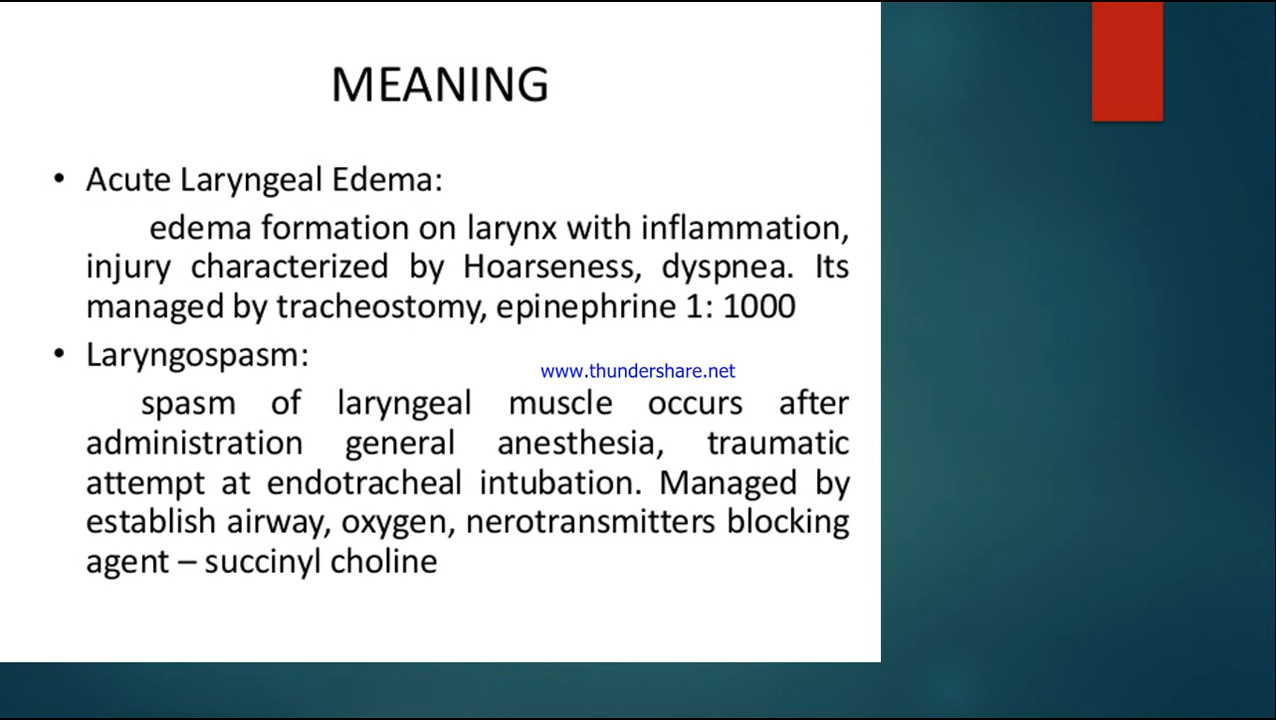 MEANING
• Acute Laryngeal Edema:
edema formation on larynx with inflammation,
injury characterized by Hoarseness, dyspnea. Its
managed by tracheostomy, epinephrine 1: 1000
• Laryngospasm:
www.thundershare.net
spasm of laryngeal muscle occurs after
administration general anesthesia, traumatic
attempt at endotracheal intubation. Managed by
establish airway, oxygen, nerotransmitters blocking
agent – succinyl choline